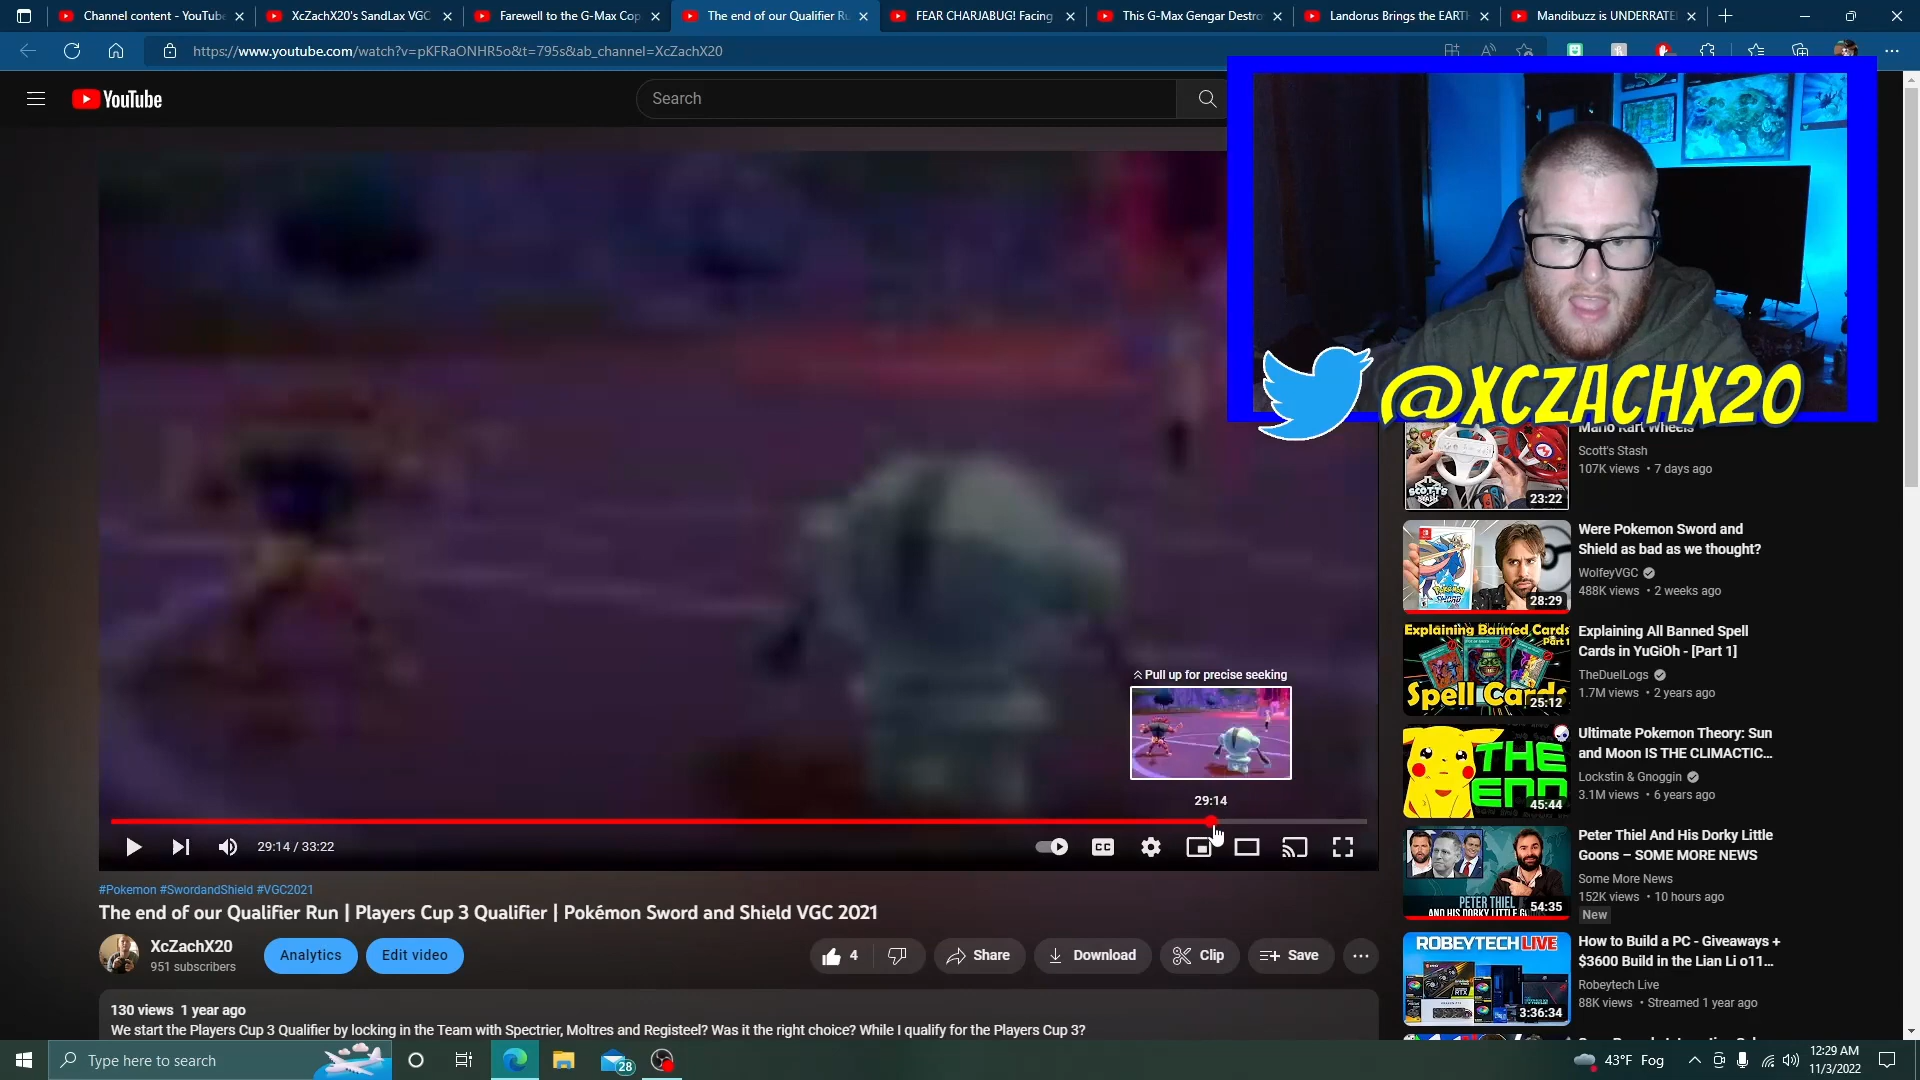 Channel content - YouTube
XcZachX20's SandLax VGC
Farewell to the G-Max Cop
The end of our Qualifier Ru
FEAR CHARJABUG! Facing
This G-Max Gengar Destro
Landorus Brings the EARTH
Mandibuzz is UNDERRATE
https://www.youtube.com/watch?v=pKFRaONHR5o&t=795s&ab_channel=XcZachX20
YouTube
Search
@XCZACHX20
Mario Kart Wheels
Scott's Stash
107K views • 7 days ago
SCOTT'S STASH
23:22
Were Pokemon Sword and
Shield as bad as we thought?
WolfeyVGC
488K views • 2 weeks ago
28:29
Explaining Banned Cards
Part 1
Spell Cards
25:12
Explaining All Banned Spell
Cards in YuGiOh - [Part 1]
TheDuelLogs
1.7M views • 2 years ago
THE
END
45:44
Ultimate Pokemon Theory: Sun
and Moon IS THE CLIMACTIC...
Lockstin & Gnoggin
3.1M views • 6 years ago
Peter Thiel And His Dorky Little
Goons – SOME MORE NEWS
Some More News
152K views • 10 hours ago
New
PETER THIEL
AND HIS DORKY LITTLE
54:35
ROBEYTECH LIVE
3:36:34
How to Build a PC - Giveaways +
$3600 Build in the Lian Li o11...
Robeytech Live
88K views • Streamed 1 year ago
Pull up for precise seeking
29:14
29:14 / 33:22
CC
#Pokemon #SwordandShield #VGC2021
The end of our Qualifier Run | Players Cup 3 Qualifier | Pokémon Sword and Shield VGC 2021
XcZachX20
951 subscribers
Analytics
Edit video
4
Share
Download
Clip
Save
130 views 1 year ago
We start the Players Cup 3 Qualifier by locking in the Team with Spectrier, Moltres and Registeel? Was it the right choice? While I qualify for the Players Cup 3?
Type here to search
28
43°F Fog
12:29 AM
11/3/2022